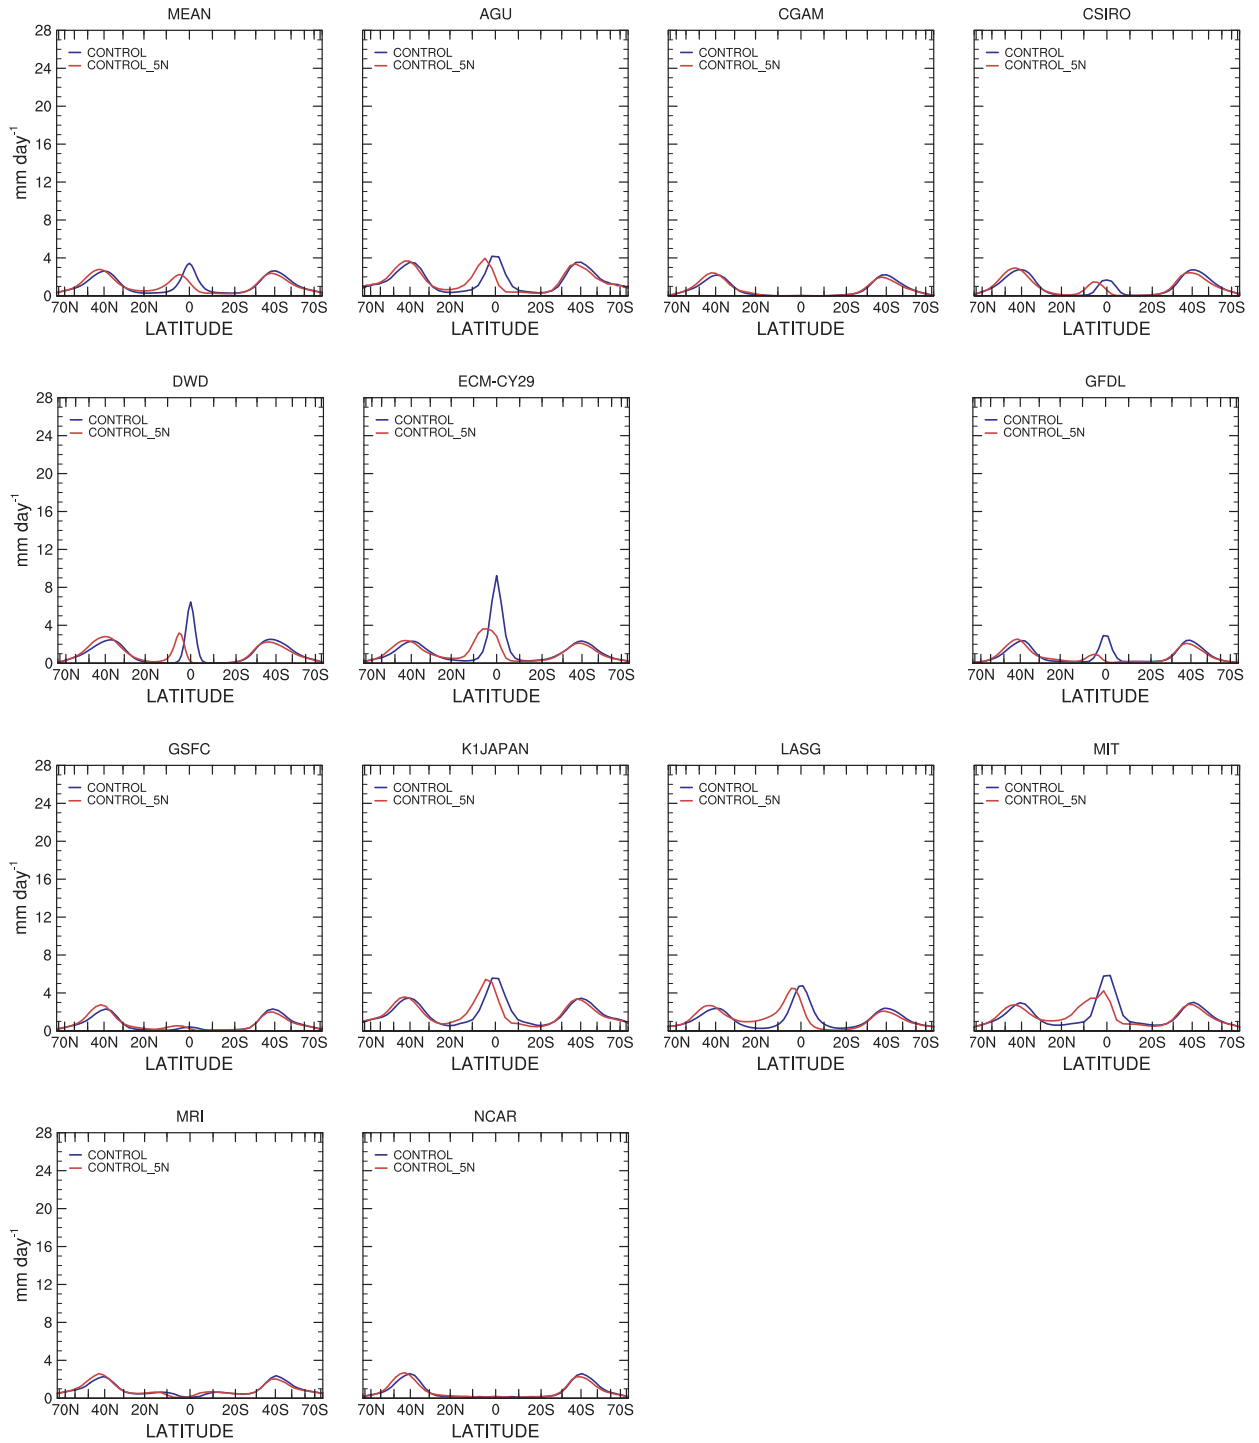 MEAN AGU CGAM CSIRO
28 CONTROL CONTROL CONTROL CONTROL
24 CONTROL_5N CONTROL_5N CONTROL_5N CONTROL_5N
20
16
mm day-1
12
8
4
0
70N 40N 20N 0 20S 40S 70S 70N 40N 20N 0 20S 40S 70S 70N 40N 20N 0 20S 40S 70S 70N 40N 20N 0 20S 40S 70S
LATITUDE LATITUDE LATITUDE LATITUDE
DWD ECM-CY29 GFDL
28 CONTROL CONTROL CONTROL
24 CONTROL_5N CONTROL_5N CONTROL_5N
20
16
mm day-1
12
8
4
0
70N 40N 20N 0 20S 40S 70S 70N 40N 20N 0 20S 40S 70S 70N 40N 20N 0 20S 40S 70S
LATITUDE LATITUDE LATITUDE
GSFC K1JAPAN LASG MIT
28 CONTROL CONTROL CONTROL CONTROL
24 CONTROL_5N CONTROL_5N CONTROL_5N CONTROL_5N
20
16
mm day-1
12
8
4
0
70N 40N 20N 0 20S 40S 70S 70N 40N 20N 0 20S 40S 70S 70N 40N 20N 0 20S 40S 70S 70N 40N 20N 0 20S 40S 70S
LATITUDE LATITUDE LATITUDE LATITUDE
MRI NCAR
28 CONTROL CONTROL
24 CONTROL_5N CONTROL_5N
20
16
mm day-1
12
8
4
0
70N 40N 20N 0 20S 40S 70S 70N 40N 20N 0 20S 40S 70S
LATITUDE LATITUDE